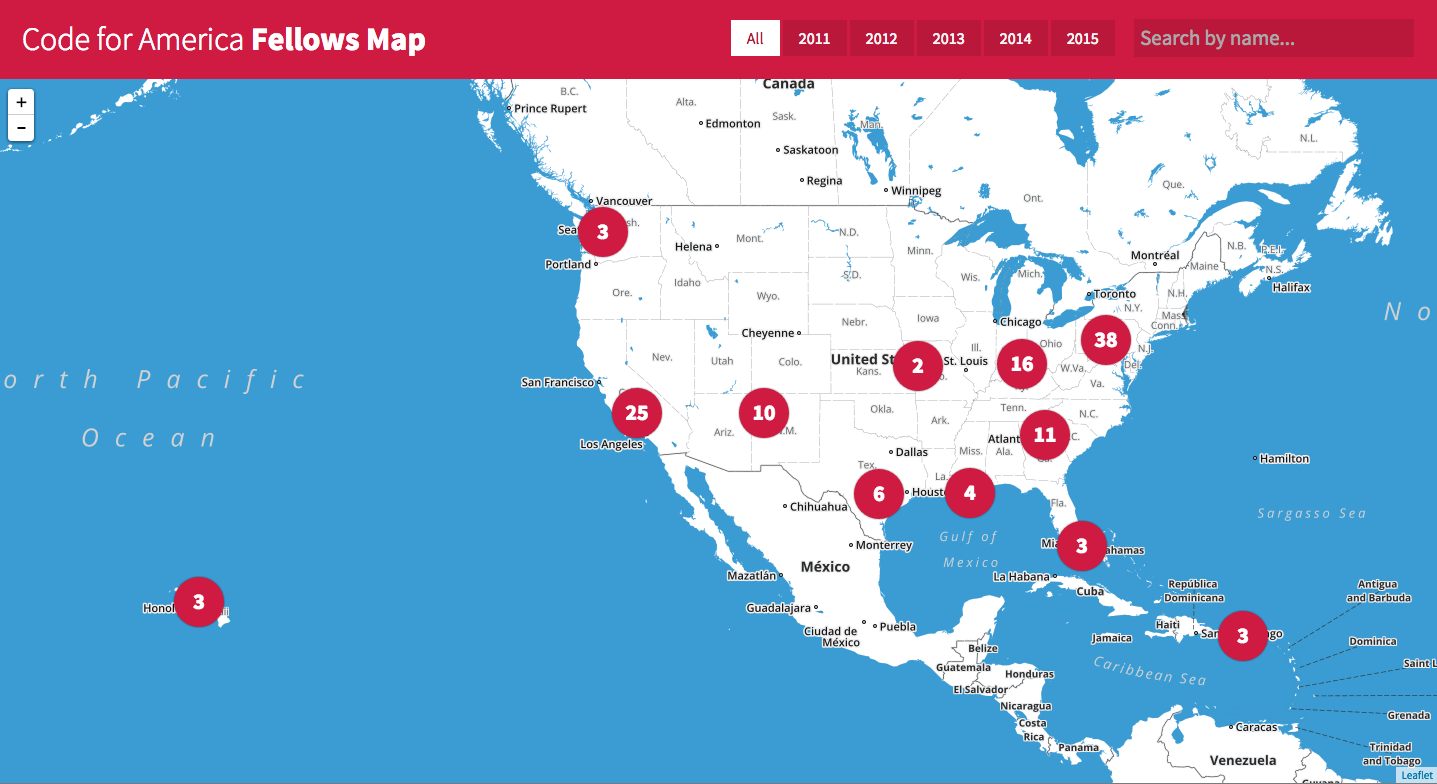 Code for America Fellows Map
All
2011
2012
2013
2014
2015
Search by name...
+
-
Canada
B.C.
Alta.
Sask.
Man.
N.L.
Prince Rupert
Edmonton
Saskatoon
Regina
Winnipeg
Ont.
Que.
Vancouver
Sea
sh.
3
Helena
Mont.
N.D.
Minn.
Montréal
N.B.
P.E.I.
Maine
N.S.
Halifax
Portland
Idaho
S.D.
Wis.
Mich.
Toronto
N.H.
Ore.
Wyo.
Nebr.
Iowa
Chicago
N.Y.
Mass.
Conn.
Cheyenne
Nev.
Utah
Colo.
United St
Kans.
2
St. Louis
Ill.
16
Ohio
38
N.J.
Del.
W.Va.
Va.
No
orth Pacific
Ocean
San Francisco
25
10
Los Angeles
Ariz.
.M.
Okla.
Ark.
Tenn.
N.C.
Atlant
11
.C.
Miss.
Ala.
Dallas
Tex.
La.
Hamilton
6
Houst
4
Fla.
Sargasso Sea
Chihuahua
Gulf of
Mexico
Monterrey
Mia
3
ahamas
México
Mazatlán
La Habana
Cuba
República
Dominicana
Antigua
and Barbuda
Honol
3
ii
Guadalajara
Ciudad de
México
Puebla
Haiti
San
3
go
Jamaica
Belize
Dominica
Caribbean Sea
Guatemala
Honduras
Saint L
El Salvador
Nicaragua
Grenada
Costa
Rica
Caracas
Panama
Trinidad
and Tobago
Venezuela
Leaflet